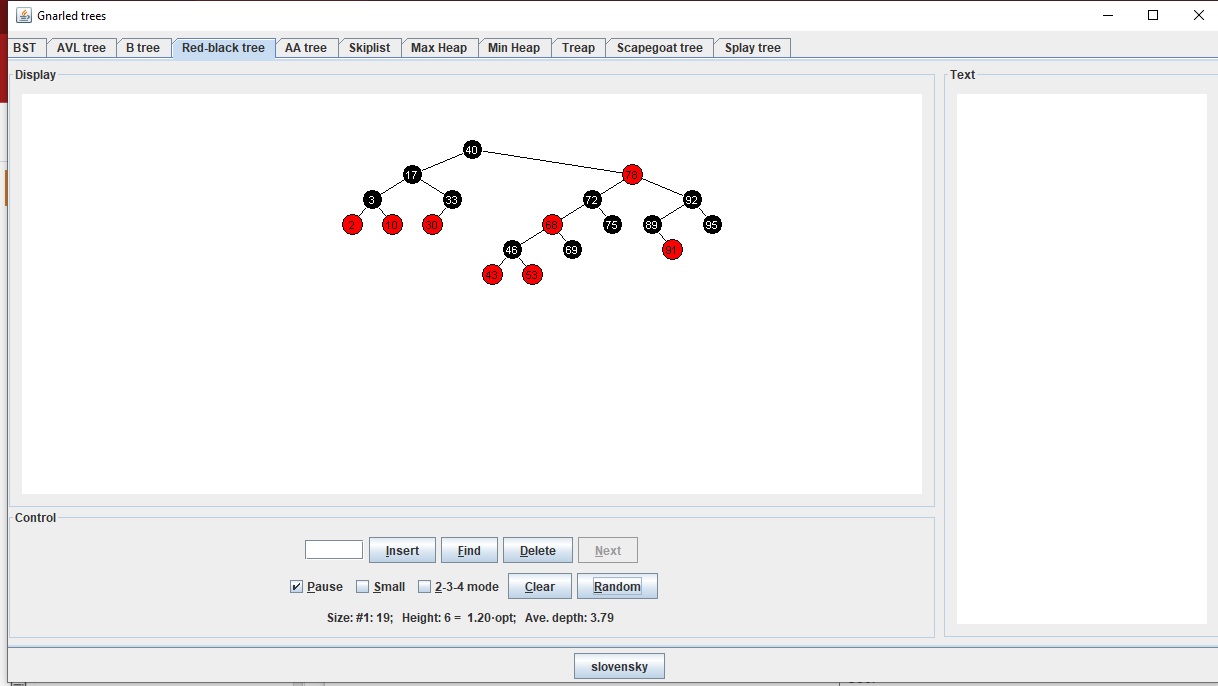 Gnarled trees
BST AVL tree B tree Red-black tree AA tree Skiplist Max Heap Min Heap Treap Scapegoat tree Splay tree
Display
Text
40
17 78
3 33 72 92
2 10 30 68 75 89 95
46 69 91
43 53
Control
Insert Find Delete Next
Pause Small 2-3-4 mode Clear Random
Size: #1: 19; Height: 6 = 1.20·opt; Ave. depth: 3.79
slovensky